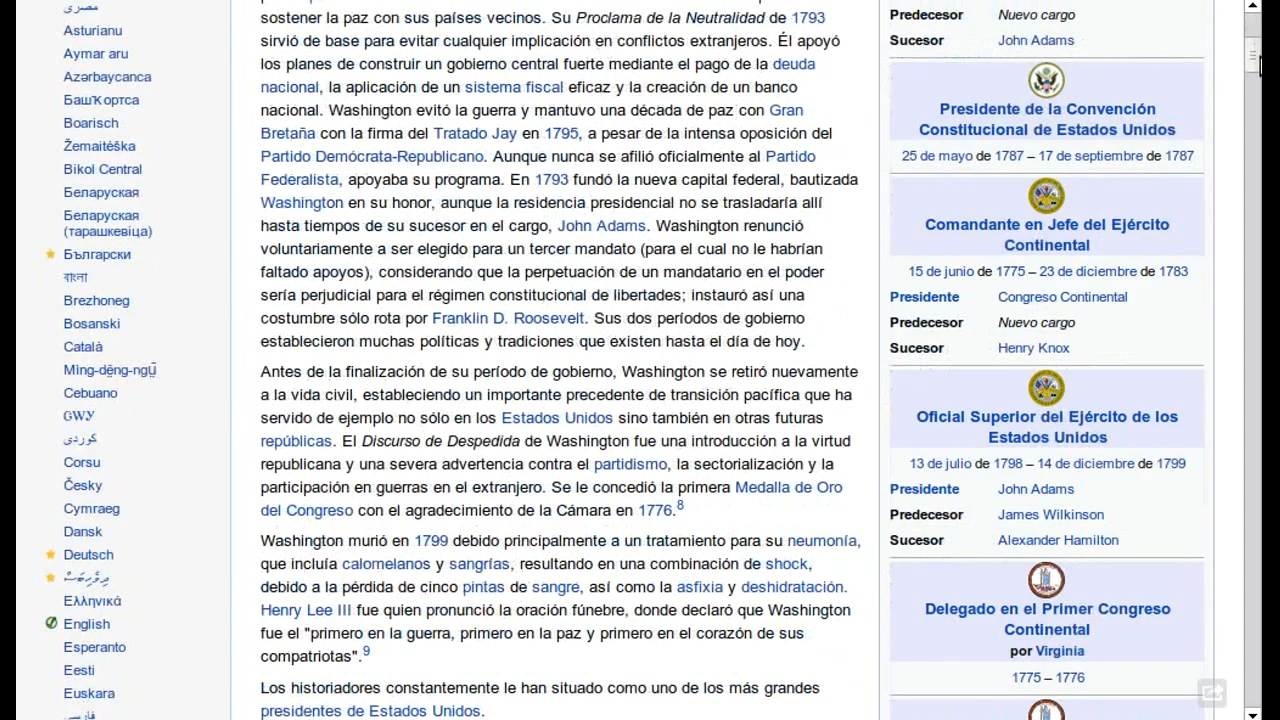 مصرى
Asturianu
Aymar aru
Azərbaycanca
Башҡортса
Boarisch
Žemaitėška
Bikol Central
Беларуская
Беларуская
(тарашкевіца)
Български
বাংলা
Brezhoneg
Bosanski
Català
Mìng-dĕ̤ng-ngṳ̄
Cebuano
ᏣᎳᎩ
کوردی
Corsu
Česky
Cymraeg
Dansk
Deutsch
ދިވެހިބަސް
Ελληνικά
English
Esperanto
Eesti
Euskara
فارسی
sostener la paz con sus países vecinos. Su Proclama de la Neutralidad de 1793
sirvió de base para evitar cualquier implicación en conflictos extranjeros. Él apoyó
los planes de construir un gobierno central fuerte mediante el pago de la deuda
nacional, la aplicación de un sistema fiscal eficaz y la creación de un banco
nacional. Washington evitó la guerra y mantuvo una década de paz con Gran
Bretaña con la firma del Tratado Jay en 1795, a pesar de la intensa oposición del
Partido Demócrata-Republicano. Aunque nunca se afilió oficialmente al Partido
Federalista, apoyaba su programa. En 1793 fundó la nueva capital federal, bautizada
Washington en su honor, aunque la residencia presidencial no se trasladaría allí
hasta tiempos de su sucesor en el cargo, John Adams. Washington renunció
voluntariamente a ser elegido para un tercer mandato (para el cual no le habrían
faltado apoyos), considerando que la perpetuación de un mandatario en el poder
sería perjudicial para el régimen constitucional de libertades; instauró así una
costumbre sólo rota por Franklin D. Roosevelt. Sus dos períodos de gobierno
establecieron muchas políticas y tradiciones que existen hasta el día de hoy.
Antes de la finalización de su período de gobierno, Washington se retiró nuevamente
a la vida civil, estableciendo un importante precedente de transición pacífica que ha
servido de ejemplo no sólo en los Estados Unidos sino también en otras futuras
repúblicas. El Discurso de Despedida de Washington fue una introducción a la virtud
republicana y una severa advertencia contra el partidismo, la sectorialización y la
participación en guerras en el extranjero. Se le concedió la primera Medalla de Oro
del Congreso con el agradecimiento de la Cámara en 1776.8
Washington murió en 1799 debido principalmente a un tratamiento para su neumonía,
que incluía calomelanos y sangrías, resultando en una combinación de shock,
debido a la pérdida de cinco pintas de sangre, así como la asfixia y deshidratación.
Henry Lee III fue quien pronunció la oración fúnebre, donde declaró que Washington
fue el "primero en la guerra, primero en la paz y primero en el corazón de sus
compatriotas".9
Los historiadores constantemente le han situado como uno de los más grandes
presidentes de Estados Unidos.
Predecesor Nuevo cargo
Sucesor John Adams
Presidente de la Convención
Constitucional de Estados Unidos
25 de mayo de 1787 – 17 de septiembre de 1787
Comandante en Jefe del Ejército
Continental
15 de junio de 1775 – 23 de diciembre de 1783
Presidente Congreso Continental
Predecesor Nuevo cargo
Sucesor Henry Knox
Oficial Superior del Ejército de los
Estados Unidos
13 de julio de 1798 – 14 de diciembre de 1799
Presidente John Adams
Predecesor James Wilkinson
Sucesor Alexander Hamilton
Delegado en el Primer Congreso
Continental
por Virginia
1775 – 1776